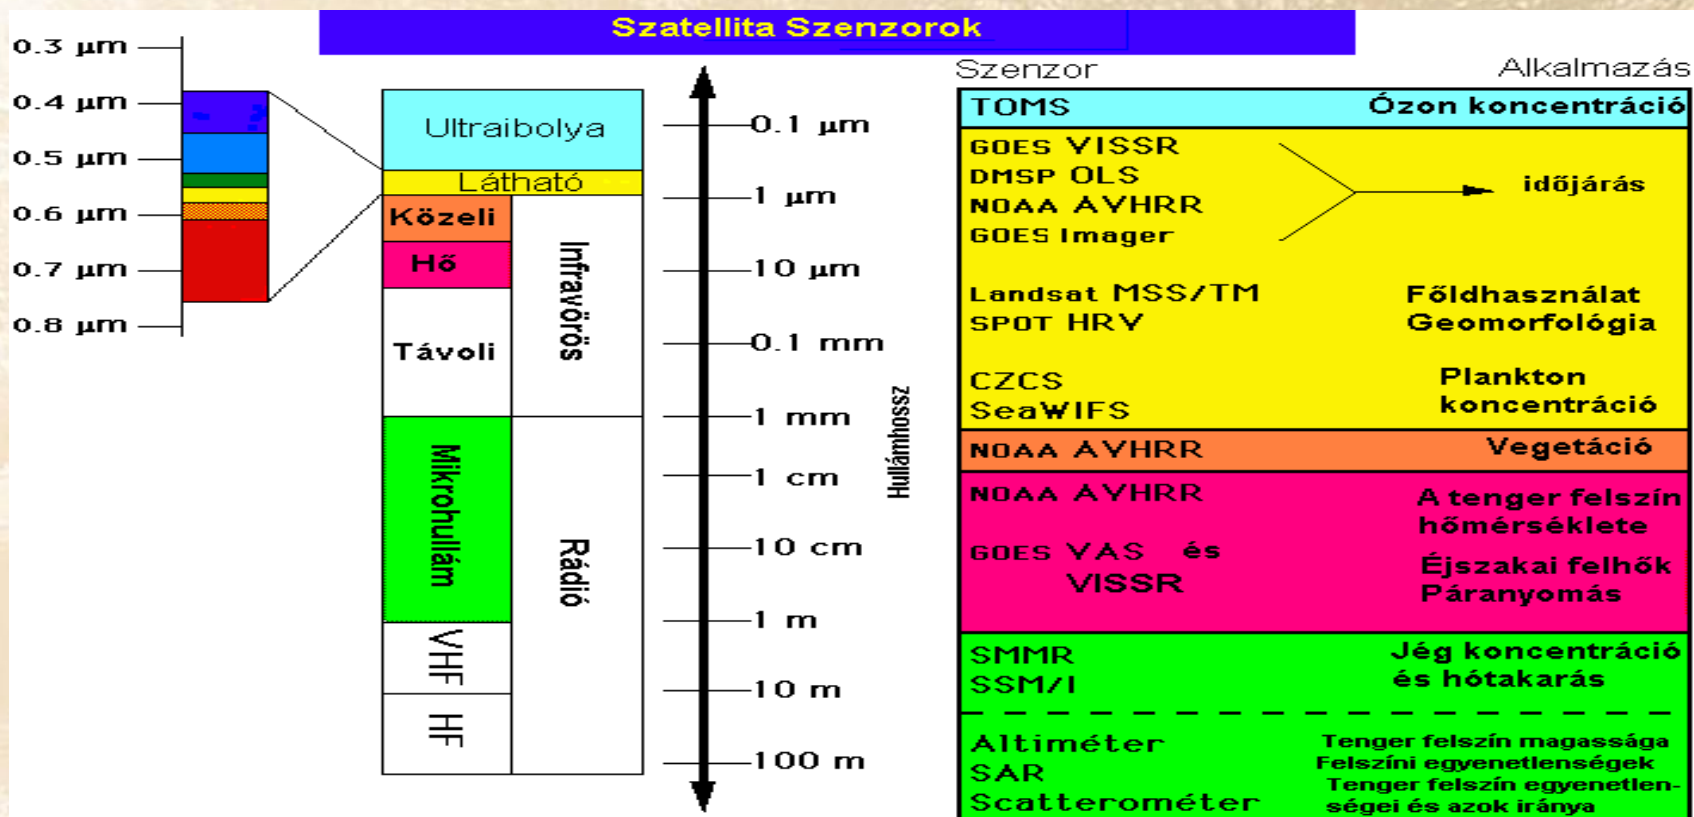 Szatellita Szenzorok
0.3 µm
0.4 µm
0.5 µm
0.6 µm
0.7 µm
0.8 µm
Ultraibolya
Látható
Közeli
Hő
Távoli
Infravörös
Mikrohullám
VHF
HF
Rádió
0.1 µm
1 µm
10 µm
0.1 mm
1 mm
1 cm
10 cm
1 m
10 m
100 m
Hullámhossz
Szenzor Alkalmazás
TOMS Ózon koncentráció
GOES VISSR
DMSP OLS
NOAA AVHRR
GOES Imager
időjárás
Landsat MSS/TM Főldhasználat
SPOT HRV Geomorfológia
CZCS Plankton
SeaWIFS koncentráció
NOAA AVHRR Vegetáció
NOAA AVHRR A tenger felszín
hőmérséklete
GOES VAS és Éjszakai felhők
VISSR Páranyomás
SMMR Jég koncentráció
SSM/I és hótakarás
Altiméter Tenger felszín magassága
SAR Felszíni egyenetlenségek
Scatterométer Tenger felszín egyenetlen-
ségei és azok iránya